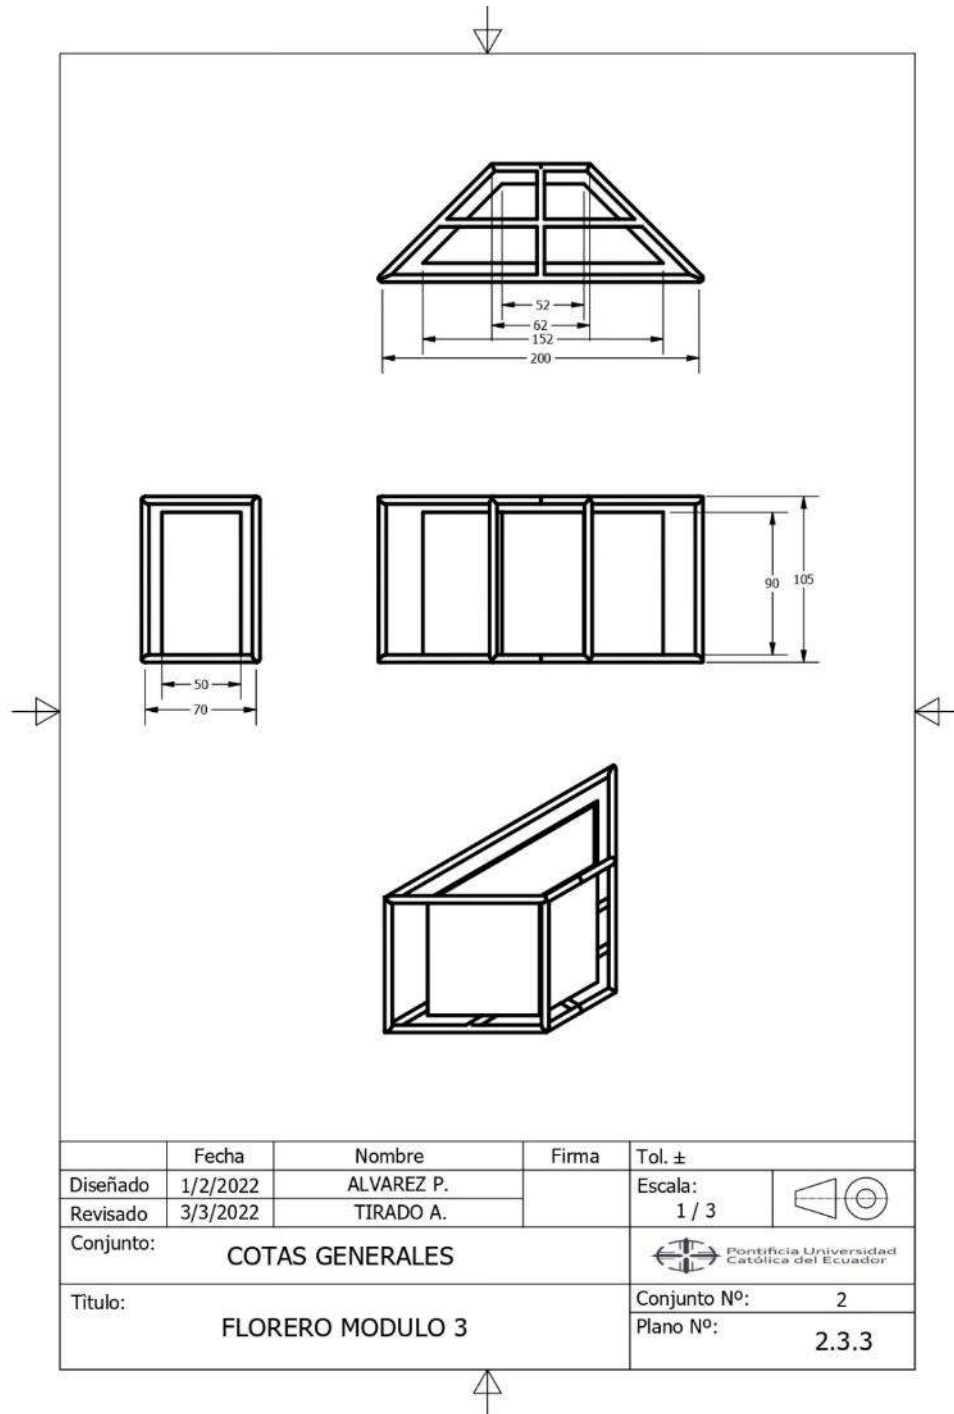 52
62
152
200
90
105
50
70
Fecha
Nombre
Firma
Tol. ±
Diseñado
1/2/2022
ALVAREZ P.
Escala:
1 / 3
Revisado
3/3/2022
TIRADO A.
Conjunto:
COTAS GENERALES
Pontificia Universidad
Católica del Ecuador
Tìtulo:
FLORERO MODULO 3
Conjunto Nº:
2
Plano Nº:
2.3.3